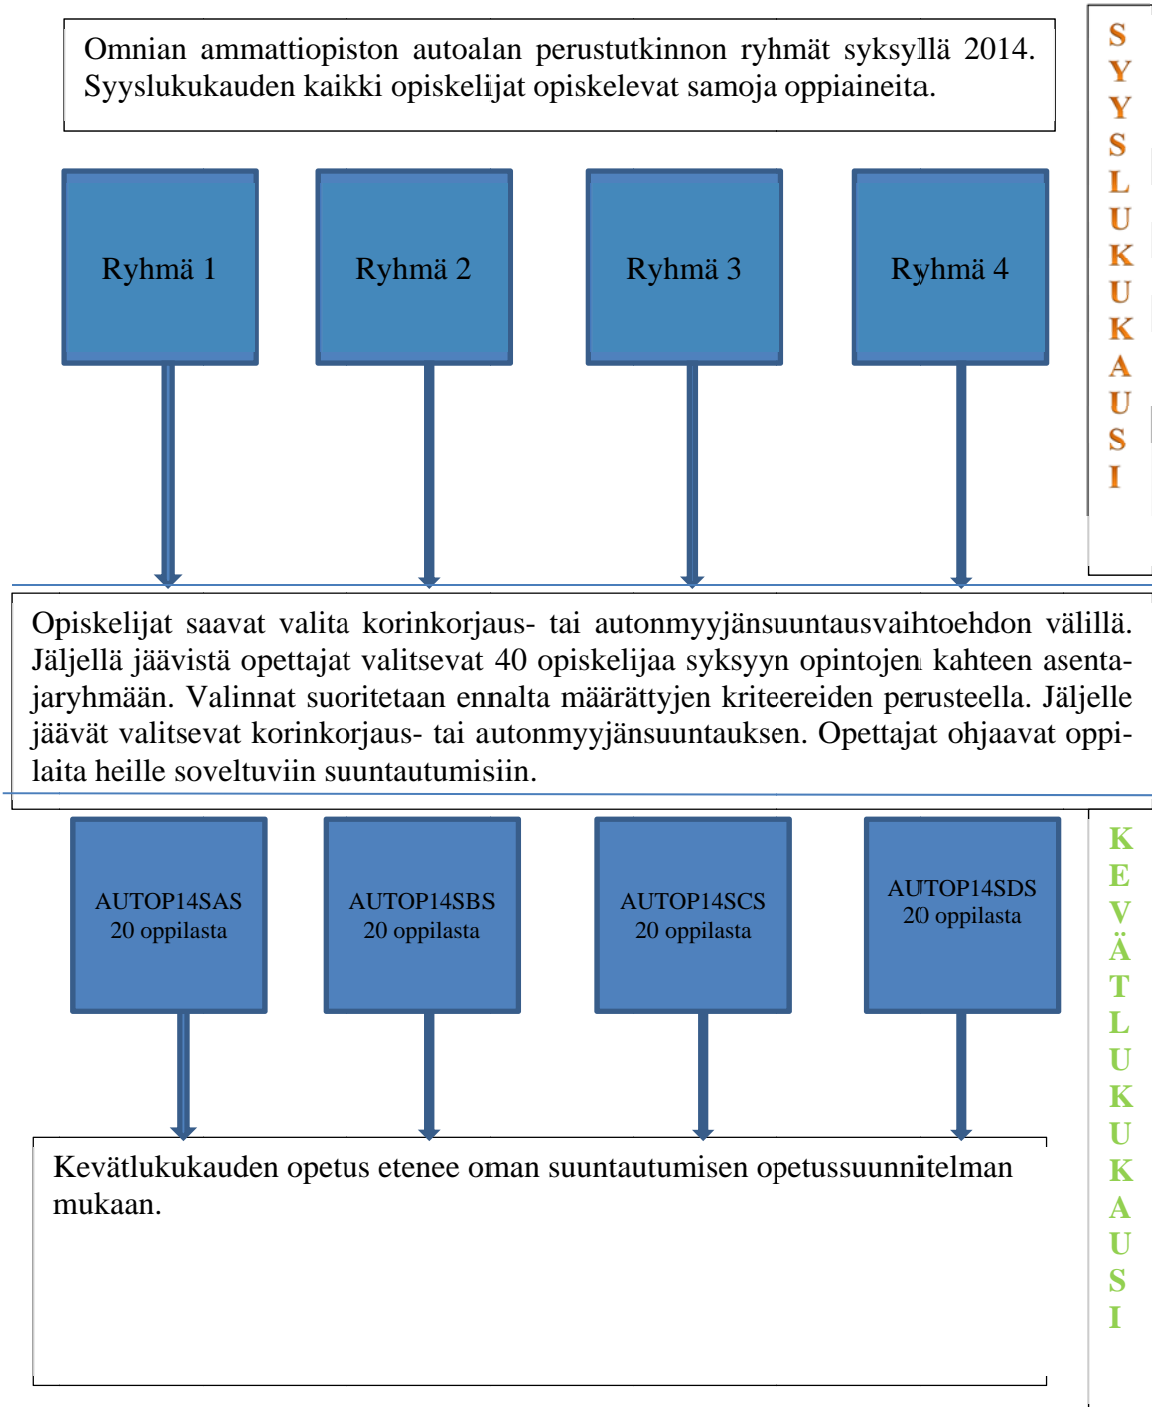 Omnian ammattiopiston autoalan perustutkinnon ryhmät syksyllä 2014.
Syyslukukauden kaikki opiskelijat opiskelevat samoja oppiaineita.
SYYSLUKUKAUSI
Ryhmä 1
Ryhmä 2
Ryhmä 3
Ryhmä 4
Opiskelijat saavat valita korinkorjaus- tai autonmyyjänsuuntausvaihtoehdon välillä.
Jäljellä jäävistä opettajat valitsevat 40 opiskelijaa syksyyn opintojen kahteen asenta-
jaryhmään. Valinnat suoritetaan ennalta määrättyjen kriteereiden perusteella. Jäljelle
jäävät valitsevat korinkorjaus- tai autonmyyjänsuuntauksen. Opettajat ohjaavat oppi-
laita heille soveltuviin suuntautumisiin.
AUTOP14SAS
20 oppilasta
AUTOP14SBS
20 oppilasta
AUTOP14SCS
20 oppilasta
AUTOP14SDS
20 oppilasta
KEVÄTLUKUKAUSI
Kevätlukukauden opetus etenee oman suuntautumisen opetussuunnitelman
mukaan.